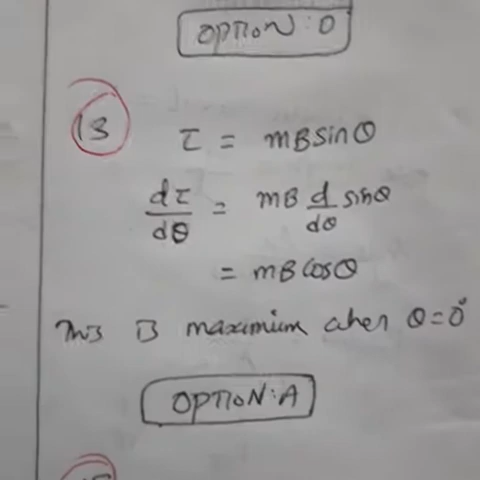 OPTION : D
13
τ = mB sinθ
dτ/dθ = mB d/dθ sinθ
= mB cosθ
This is maximum when θ=0°
OPTION : A